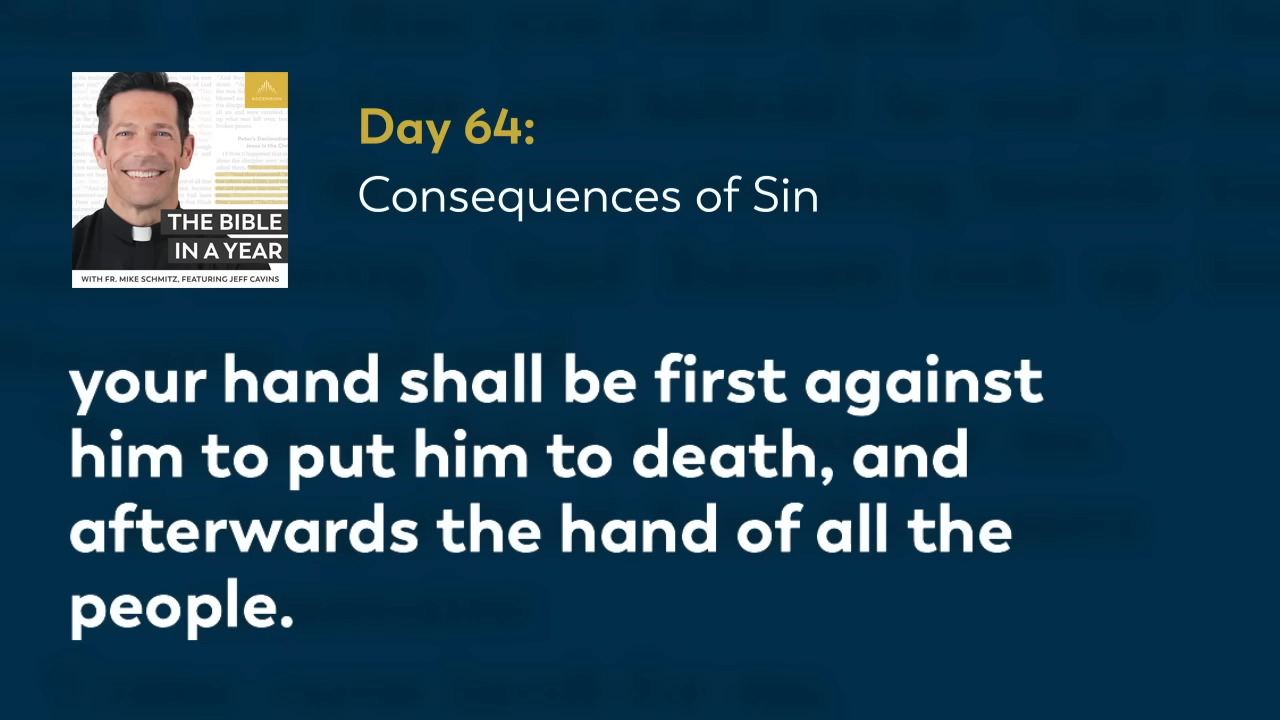 ASCENSION
THE BIBLE
IN A YEAR
WITH FR. MIKE SCHMITZ, FEATURING JEFF CAVINS
Day 64:
Consequences of Sin
your hand shall be first against
him to put him to death, and
afterwards the hand of all the
people.